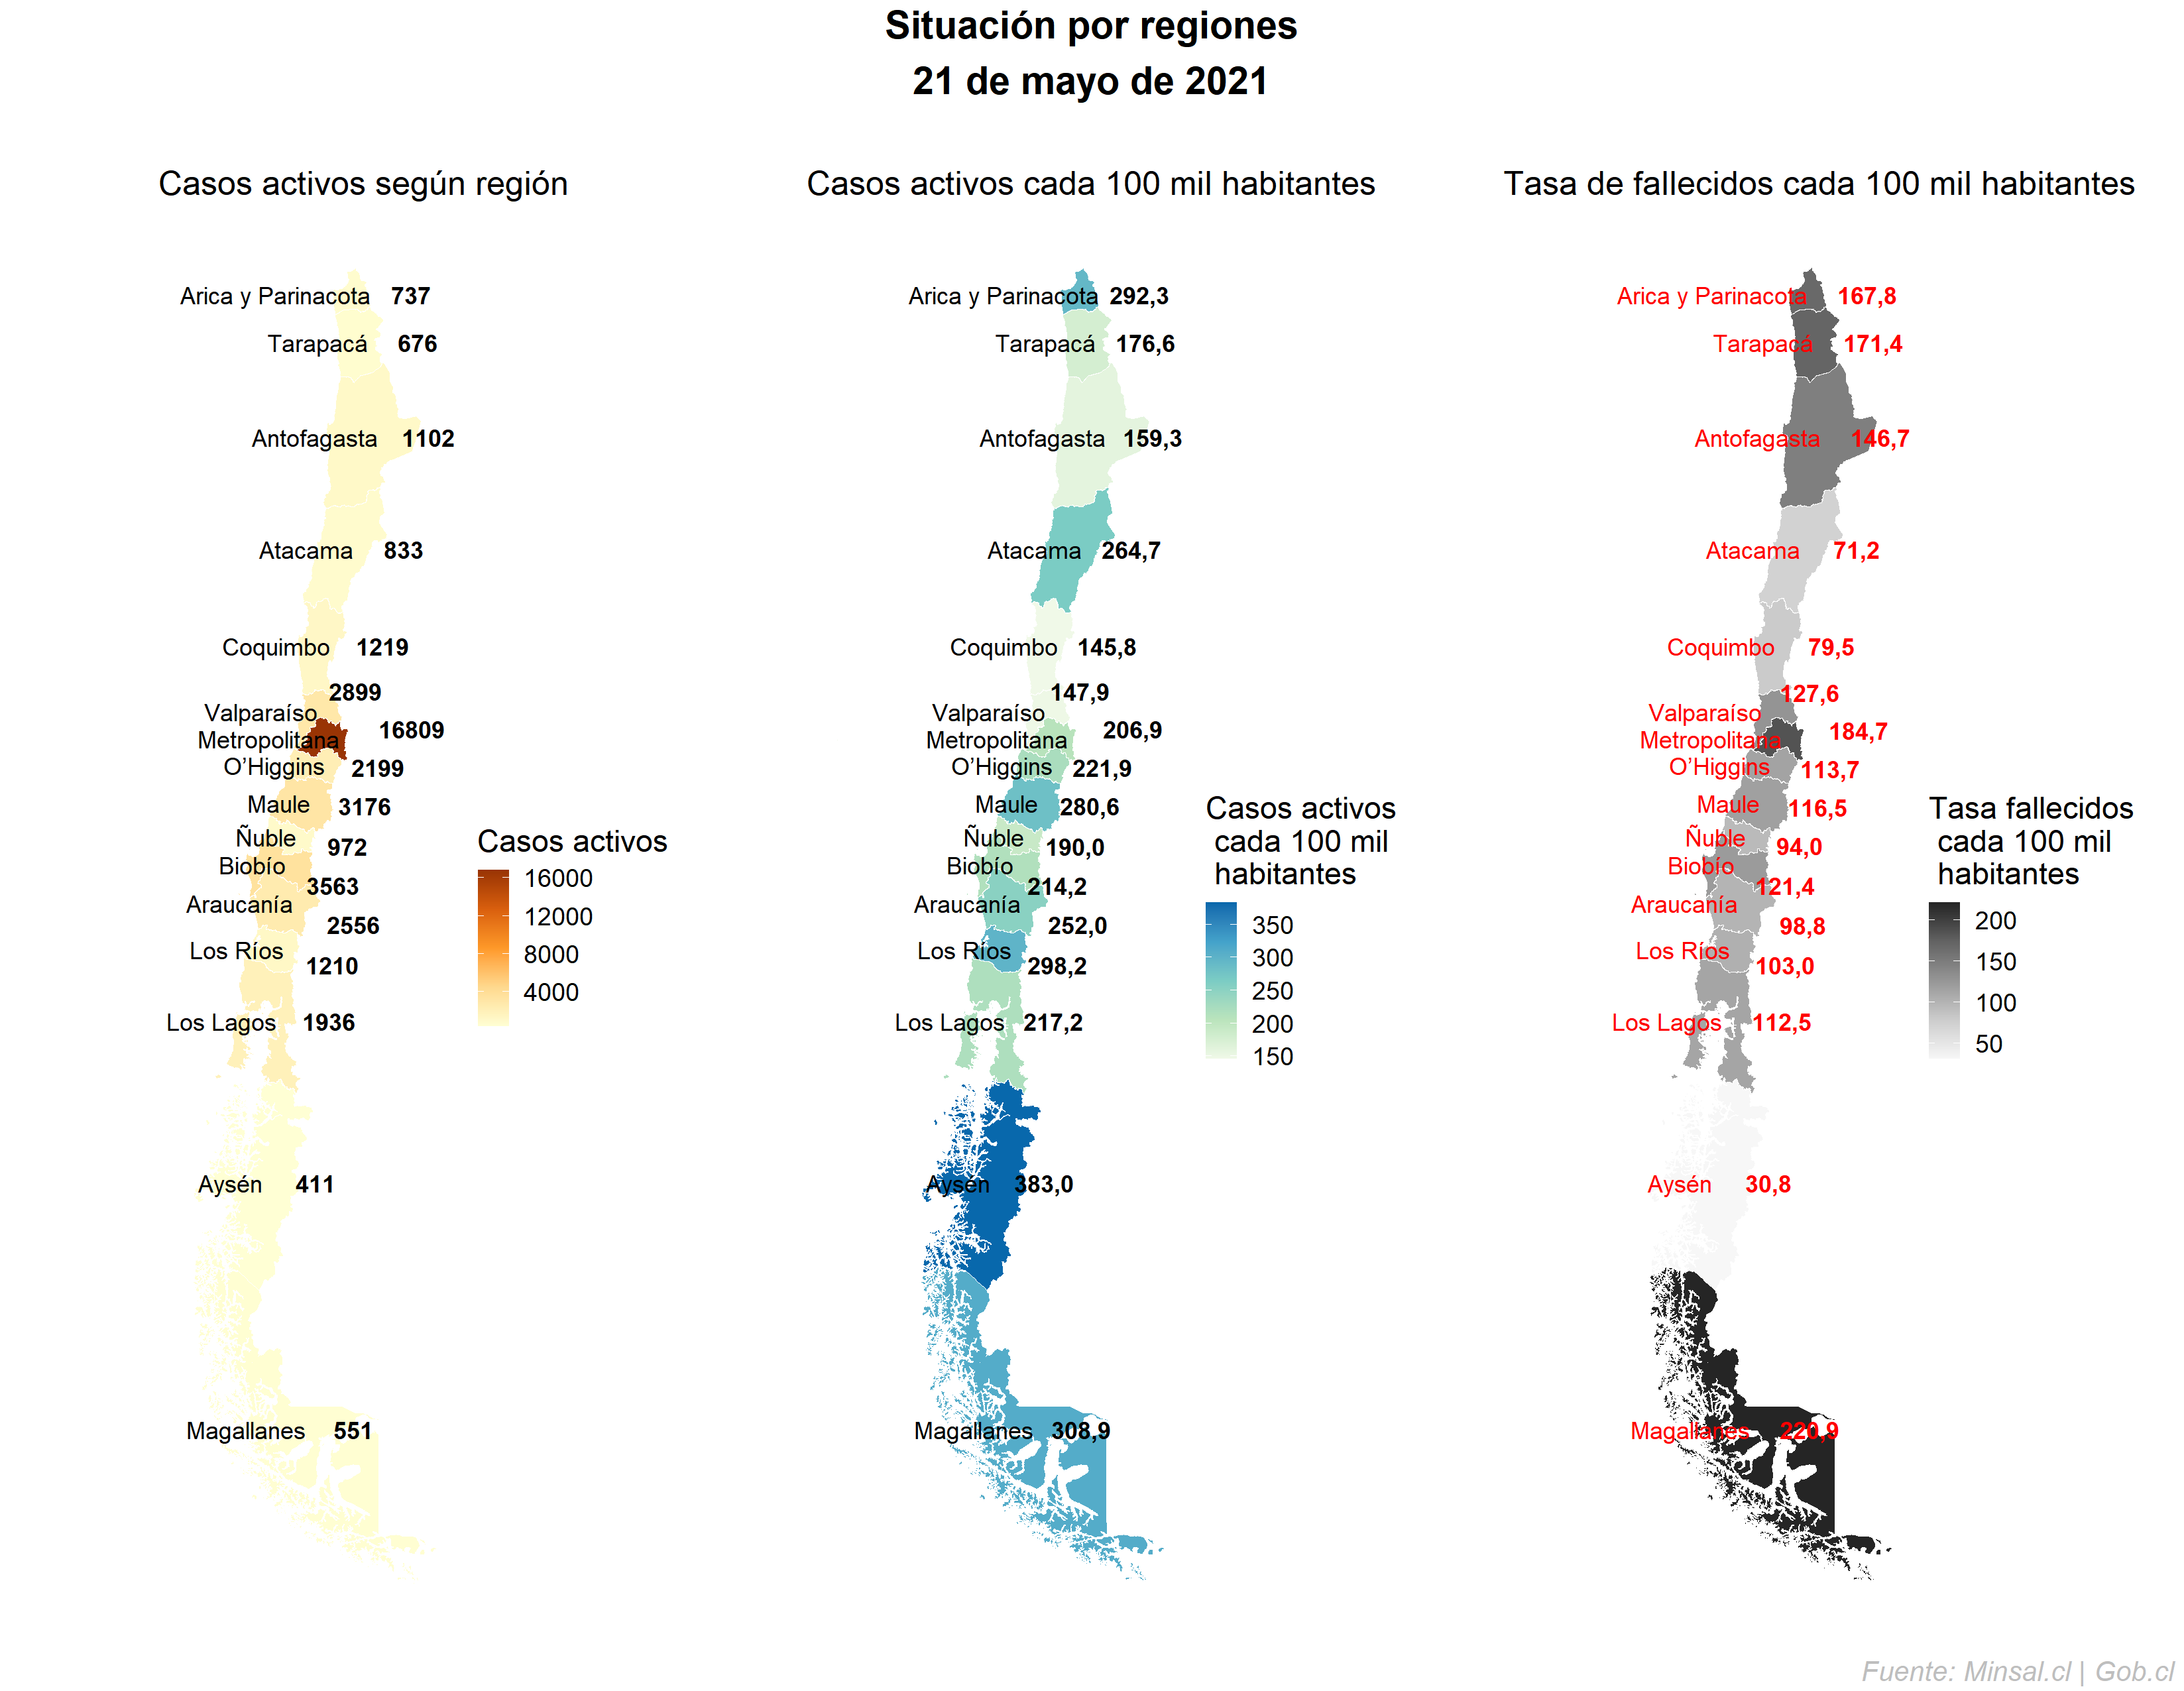 Situación por regiones
21 de mayo de 2021
Casos activos según región
Arica y Parinacota 737
Tarapacá 676
Antofagasta 1102
Atacama 833
Coquimbo 1219
2899
Valparaíso
16809
Metropolitana
O’Higgins 2199
Maule 3176
Ñuble
972
Biobío
3563
Araucanía
2556
Los Ríos
1210
Los Lagos 1936
Aysén 411
Magallanes 551
Casos activos
16000
12000
8000
4000
Casos activos cada 100 mil habitantes
Arica y Parinacota 292,3
Tarapacá 176,6
Antofagasta 159,3
Atacama 264,7
Coquimbo 145,8
147,9
Valparaíso
206,9
Metropolitana
O’Higgins 221,9
Maule 280,6
Ñuble
190,0
Biobío
214,2
Araucanía
252,0
Los Ríos
298,2
Los Lagos 217,2
Aysén 383,0
Magallanes 308,9
Casos activos
cada 100 mil
habitantes
350
300
250
200
150
Tasa de fallecidos cada 100 mil habitantes
Arica y Parinacota 167,8
Tarapacá 171,4
Antofagasta 146,7
Atacama 71,2
Coquimbo 79,5
127,6
Valparaíso
184,7
Metropolitana
O’Higgins 113,7
Maule 116,5
Ñuble
94,0
Biobío
121,4
Araucanía
98,8
Los Ríos
103,0
Los Lagos 112,5
Aysén 30,8
Magallanes 220,9
Tasa fallecidos
cada 100 mil
habitantes
200
150
100
50
Fuente: Minsal.cl | Gob.cl